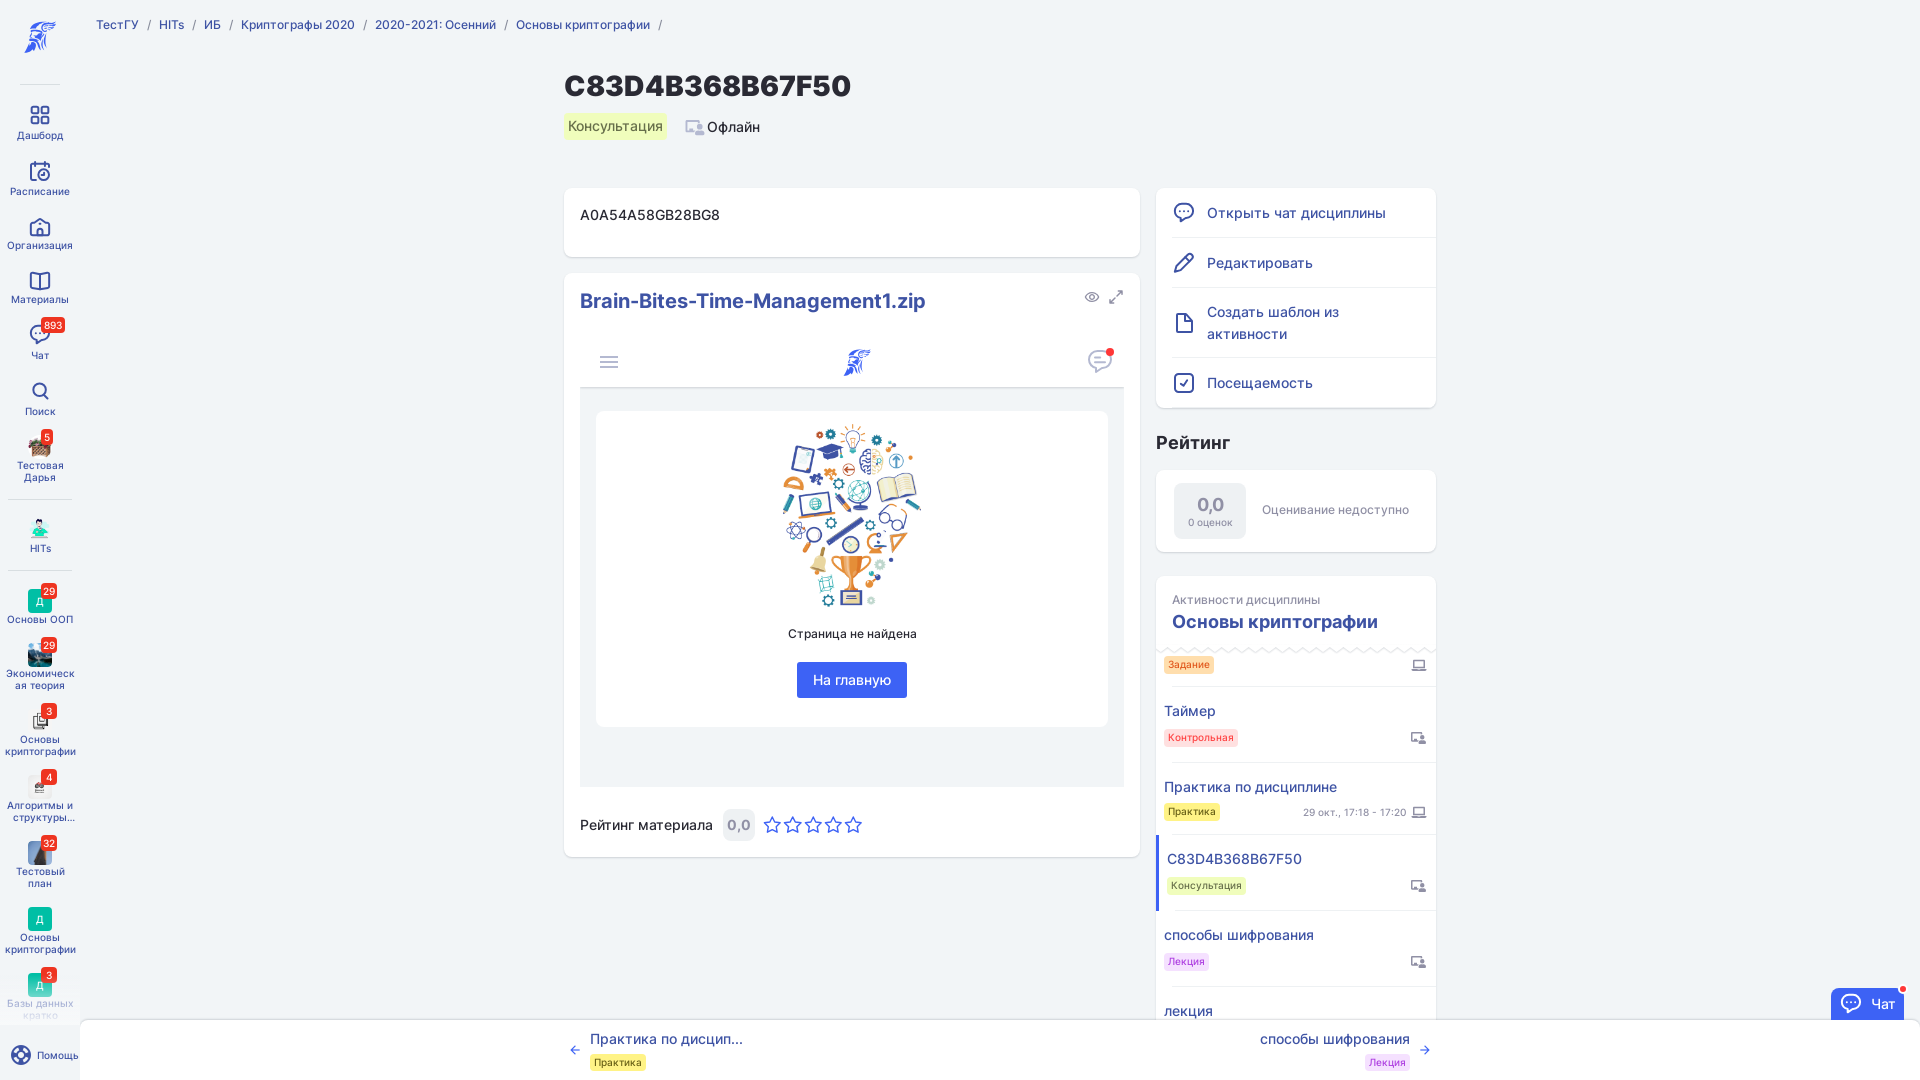 ТестГУ / HITs / ИБ / Криптографы 2020 / 2020-2021: Осенний / Основы криптографии /
Дашборд
Расписание
Организация
Материалы
893
Чат
Поиск
5
Тестовая
Дарья
HITs
29
Д
Основы ООП
29
Экономическ
ая теория
3
Основы
криптографии
4
Алгоритмы и
структуры...
32
Тестовый
план
Д
Основы
криптографии
3
Д
Базы данных
кратко
Помощь
C83D4B368B67F50
Консультация
Офлайн
A0A54A58GB28BG8
Brain-Bites-Time-Management1.zip
Страница не найдена
На главную
Рейтинг материала 0,0
Открыть чат дисциплины
Редактировать
Создать шаблон из
активности
Посещаемость
Рейтинг
0,0
0 оценок
Оценивание недоступно
Активности дисциплины
Основы криптографии
Задание
Таймер
Контрольная
Практика по дисциплине
Практика
29 окт., 17:18 - 17:20
C83D4B368B67F50
Консультация
способы шифрования
Лекция
лекция
Чат
Практика по дисцип...
Практика
способы шифрования
Лекция